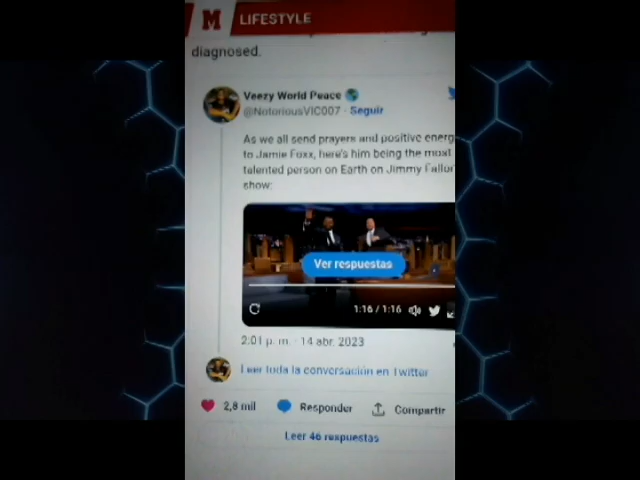 M LIFESTYLE
diagnosed.
Veezy World Peace
@NotoriousVIC007 · Seguir
As we all send prayers and positive energ
to Jamie Foxx, here's him being the most
talented person on Earth on Jimmy Fallon'
show:
Ver respuestas
1:16 / 1:16
2:01 p. m. · 14 abr. 2023
Leer toda la conversación en Twitter
2,8 mil Responder Compartir
Leer 46 respuestas